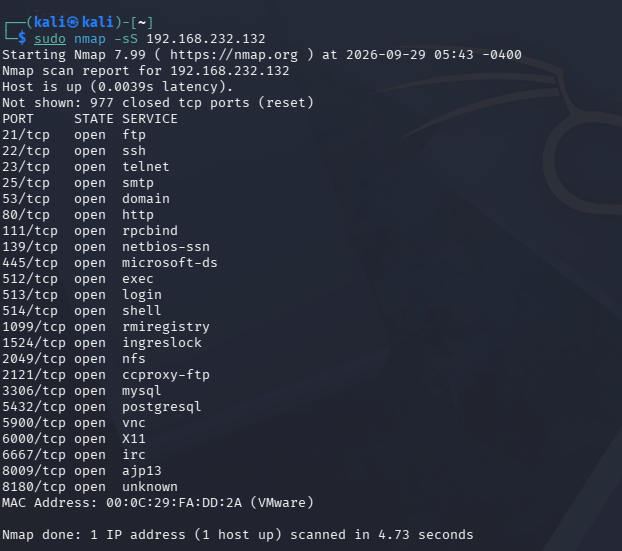 ┌──(kali㉿kali)-[~]
└─$ sudo nmap -sS 192.168.232.132
Starting Nmap 7.99 ( https://nmap.org ) at 2026-09-29 05:43 -0400
Nmap scan report for 192.168.232.132
Host is up (0.0039s latency).
Not shown: 977 closed tcp ports (reset)
PORT     STATE SERVICE
21/tcp   open  ftp
22/tcp   open  ssh
23/tcp   open  telnet
25/tcp   open  smtp
53/tcp   open  domain
80/tcp   open  http
111/tcp  open  rpcbind
139/tcp  open  netbios-ssn
445/tcp  open  microsoft-ds
512/tcp  open  exec
513/tcp  open  login
514/tcp  open  shell
1099/tcp open  rmiregistry
1524/tcp open  ingreslock
2049/tcp open  nfs
2121/tcp open  ccproxy-ftp
3306/tcp open  mysql
5432/tcp open  postgresql
5900/tcp open  vnc
6000/tcp open  X11
6667/tcp open  irc
8009/tcp open  ajp13
8180/tcp open  unknown
MAC Address: 00:0C:29:FA:DD:2A (VMware)

Nmap done: 1 IP address (1 host up) scanned in 4.73 seconds